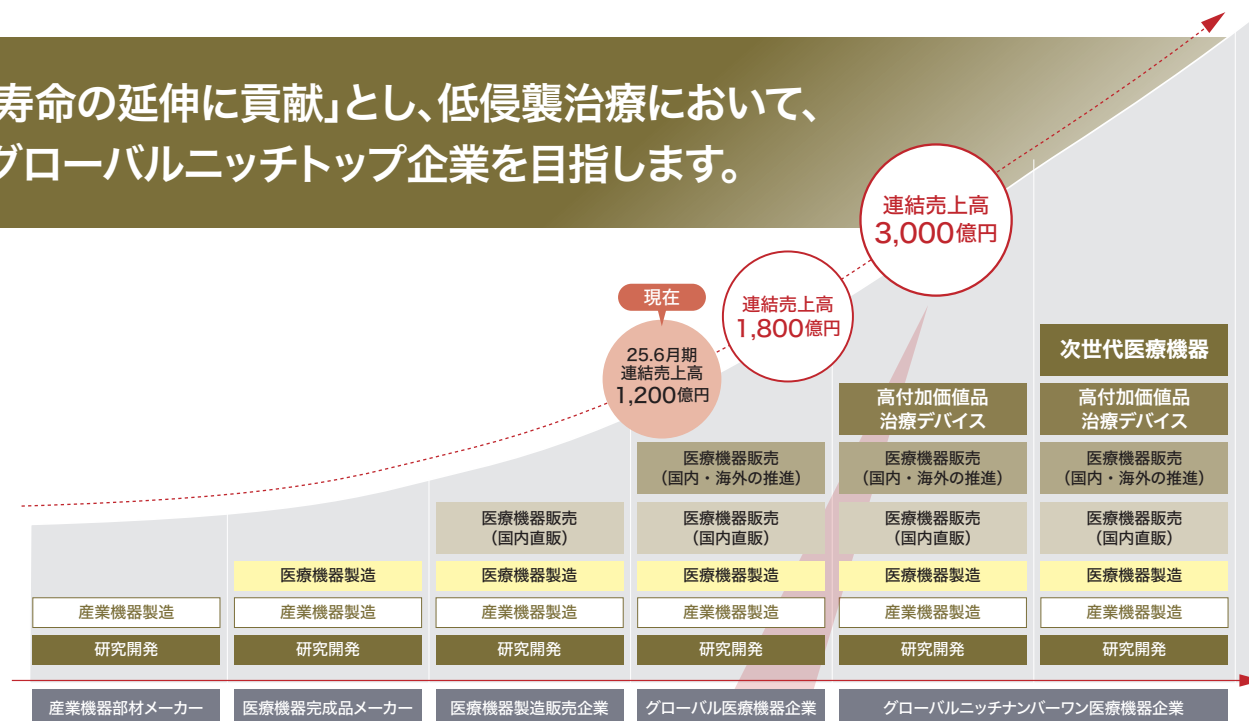 寿命の延伸に貢献」とし、低侵襲治療において、
グローバルニッチトップ企業を目指します。
連結売上高
3,000億円
連結売上高
1,800億円
現在
25.6月期
連結売上高
1,200億円
次世代医療機器
高付加価値品
治療デバイス
高付加価値品
治療デバイス
医療機器販売
（国内・海外の推進）
医療機器販売
（国内・海外の推進）
医療機器販売
（国内・海外の推進）
医療機器販売
（国内直販）
医療機器販売
（国内直販）
医療機器販売
（国内直販）
医療機器販売
（国内直販）
医療機器製造
医療機器製造
医療機器製造
医療機器製造
医療機器製造
産業機器製造
産業機器製造
産業機器製造
産業機器製造
産業機器製造
産業機器製造
研究開発
研究開発
研究開発
研究開発
研究開発
研究開発
産業機器部材メーカー
医療機器完成品メーカー
医療機器製造販売企業
グローバル医療機器企業
グローバルニッチナンバーワン医療機器企業